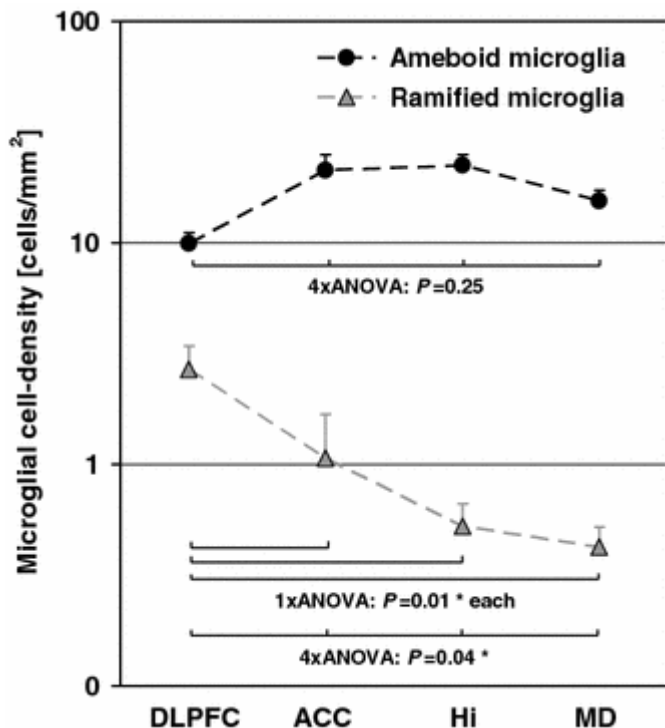 Microglial cell-density [cells/mm²]
100
10
1
0
Ameboid microglia
Ramified microglia
4xANOVA: P=0.25
1xANOVA: P=0.01 * each
4xANOVA: P=0.04 *
DLPFC ACC Hi MD